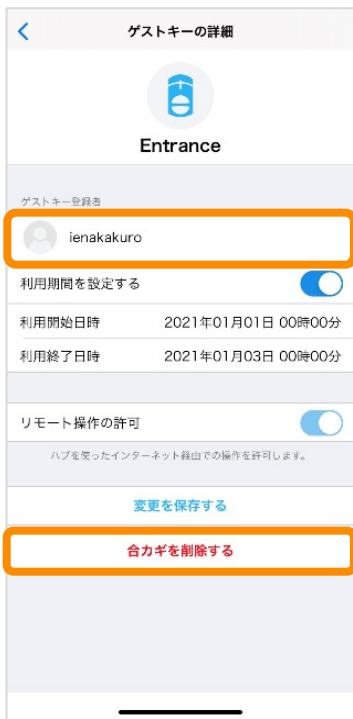 ゲストキーの詳細
Entrance
ゲストキー登録者
ienakakuro
利用期間を設定する
利用開始日時 2021年01月01日 00時00分
利用終了日時 2021年01月03日 00時00分
リモート操作の許可
ハブを使ったインターネット経由での操作を許可します。
変更を保存する
合カギを削除する